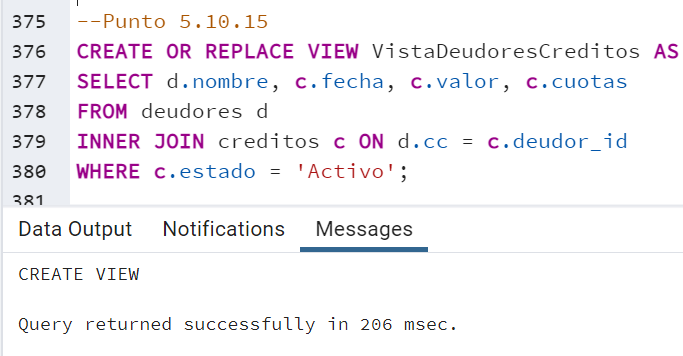 375 --Punto 5.10.15
376 CREATE OR REPLACE VIEW VistaDeudoresCreditos AS
377 SELECT d.nombre, c.fecha, c.valor, c.cuotas
378 FROM deudores d
379 INNER JOIN creditos c ON d.cc = c.deudor_id
380 WHERE c.estado = 'Activo';
381
Data Output Notifications Messages
CREATE VIEW
Query returned successfully in 206 msec.